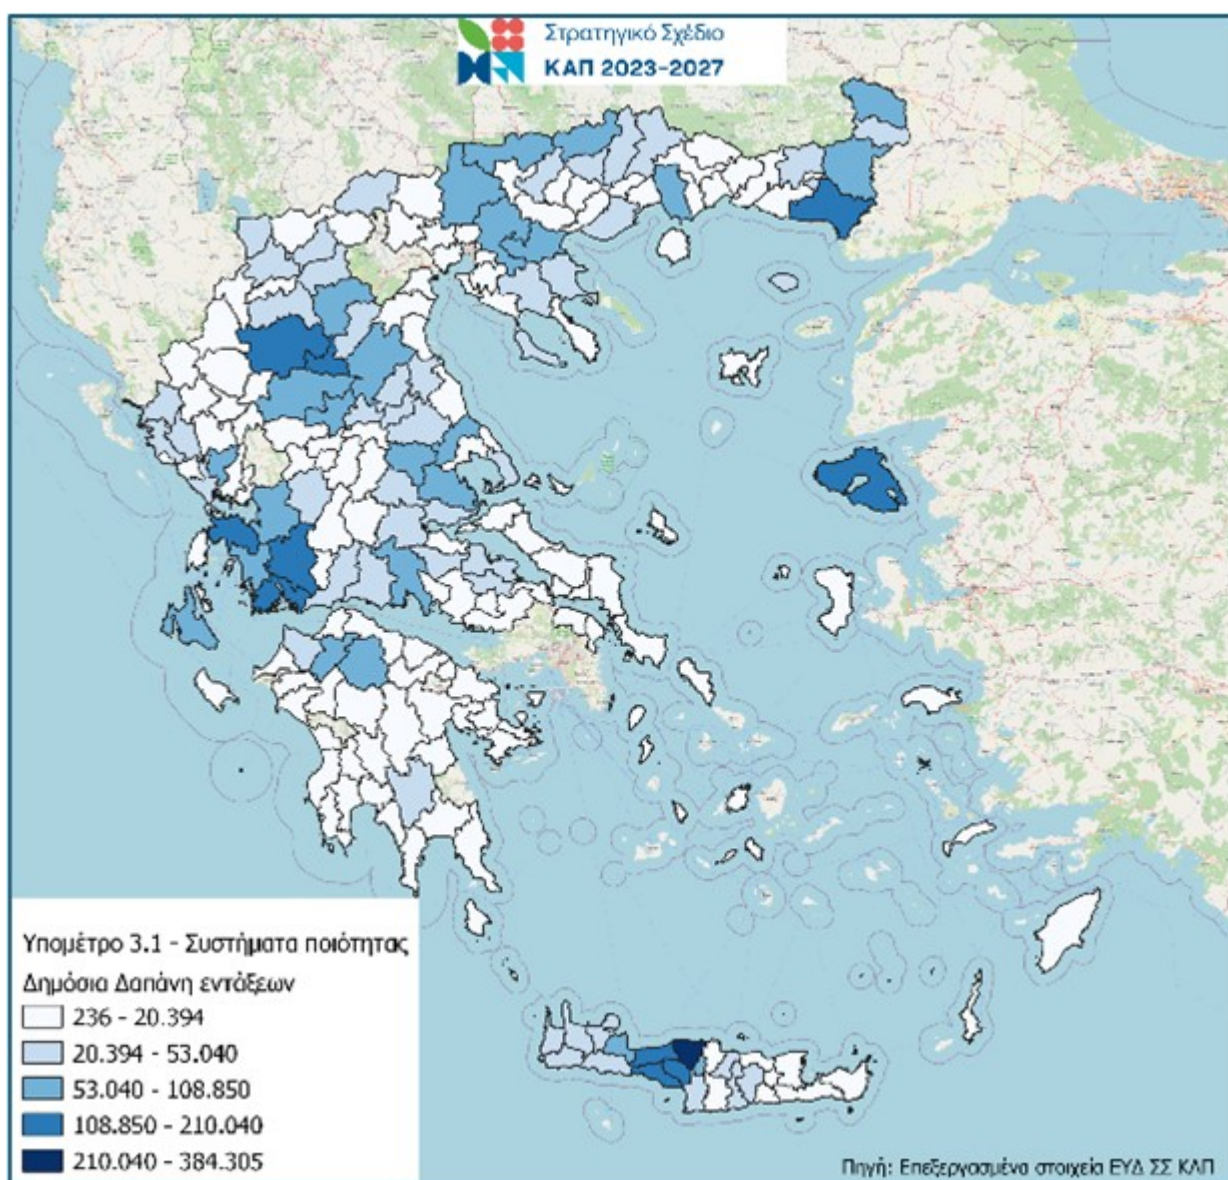 Στρατηγικό Σχέδιο
ΚΑΠ 2023-2027
Υπομέτρο 3.1 - Συστήματα ποιότητας
Δημόσια Δαπάνη εντάξεων
236 - 20.394
20.394 - 53.040
53.040 - 108.850
108.850 - 210.040
210.040 - 384.305
Πηγή: Επεξεργασμένα στοιχεία ΕΥΔ ΣΣ ΚΑΠ